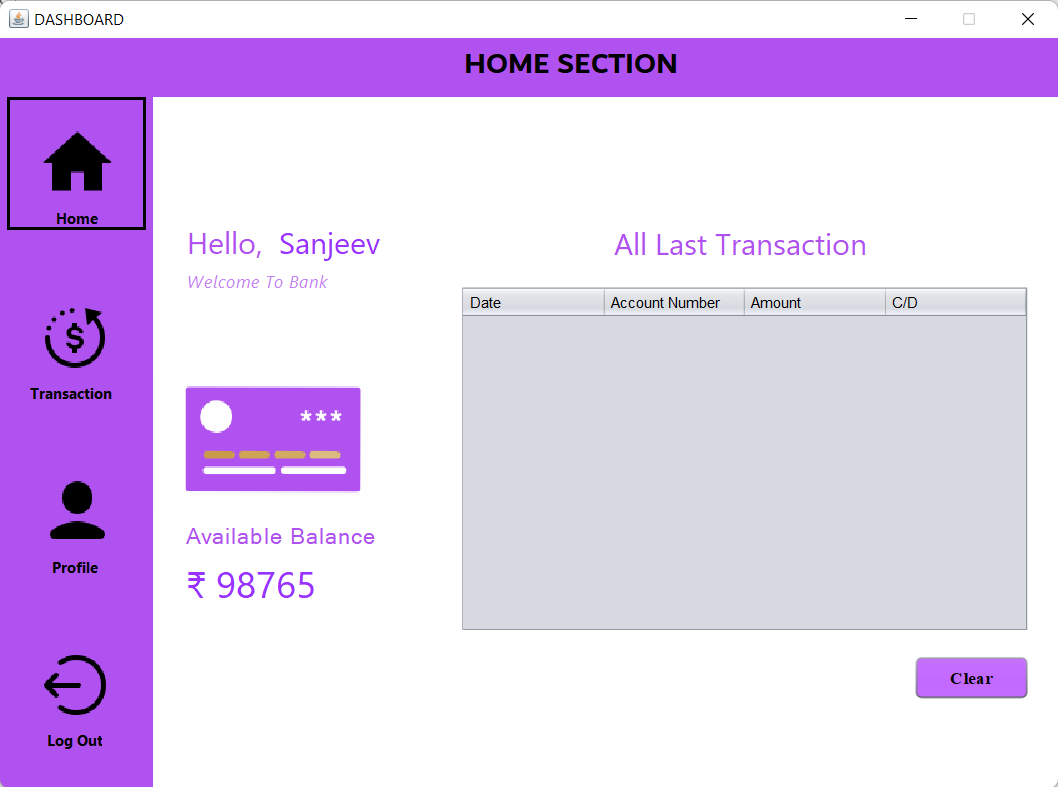 DASHBOARD
HOME SECTION
Home
Transaction
Profile
Log Out
Hello, Sanjeev
Welcome To Bank
***
Available Balance
₹ 98765
All Last Transaction
Date Account Number Amount C/D
Clear